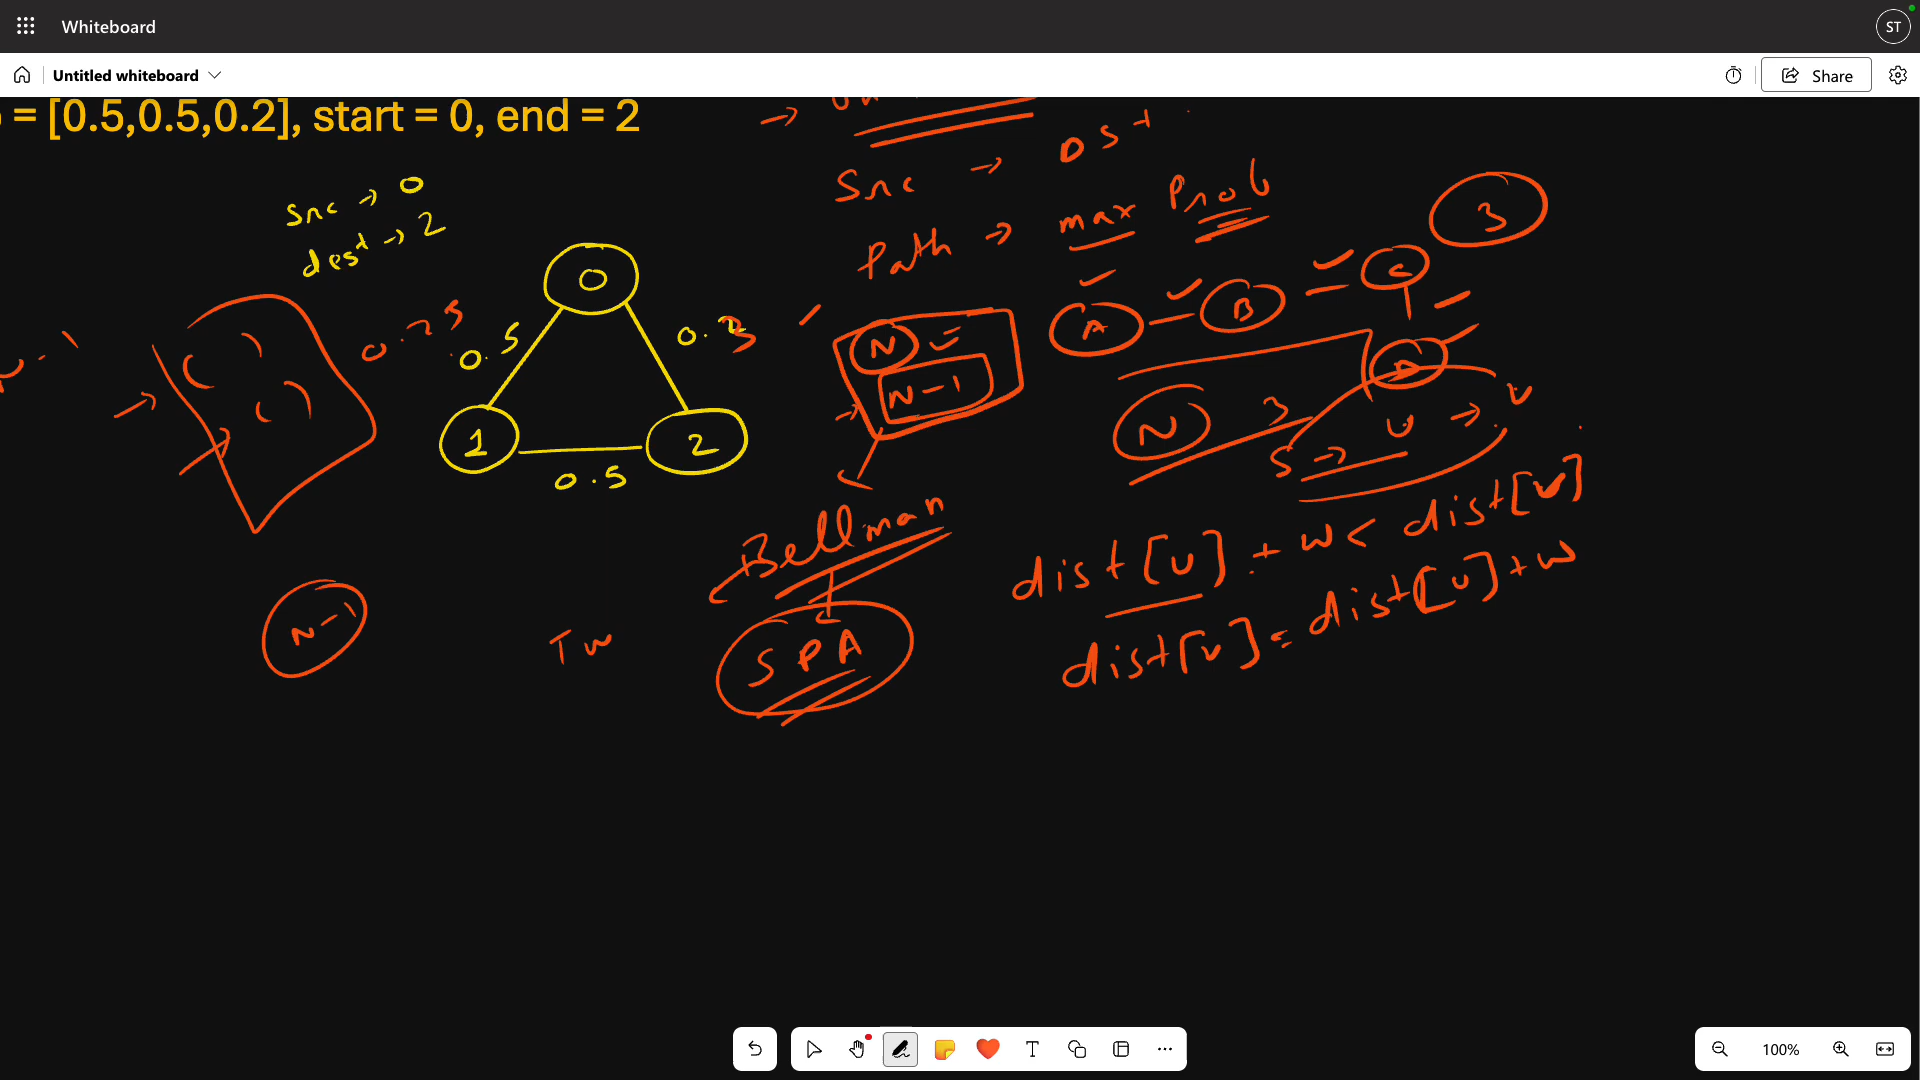 Whiteboard
ST
Untitled whiteboard
Share
= [0.5,0.5,0.2], start = 0, end = 2
Src → 0
dest → 2
Src → Dst
Path → max Prob
3
0
0.5
0.3
1
2
0.5
0.25
N =
N-1
A
B
C
D
N 3
S → u → v
Bellman
SPA
dist[u] + w < dist[v]
dist[v] = dist[u] + w
N-1
100%